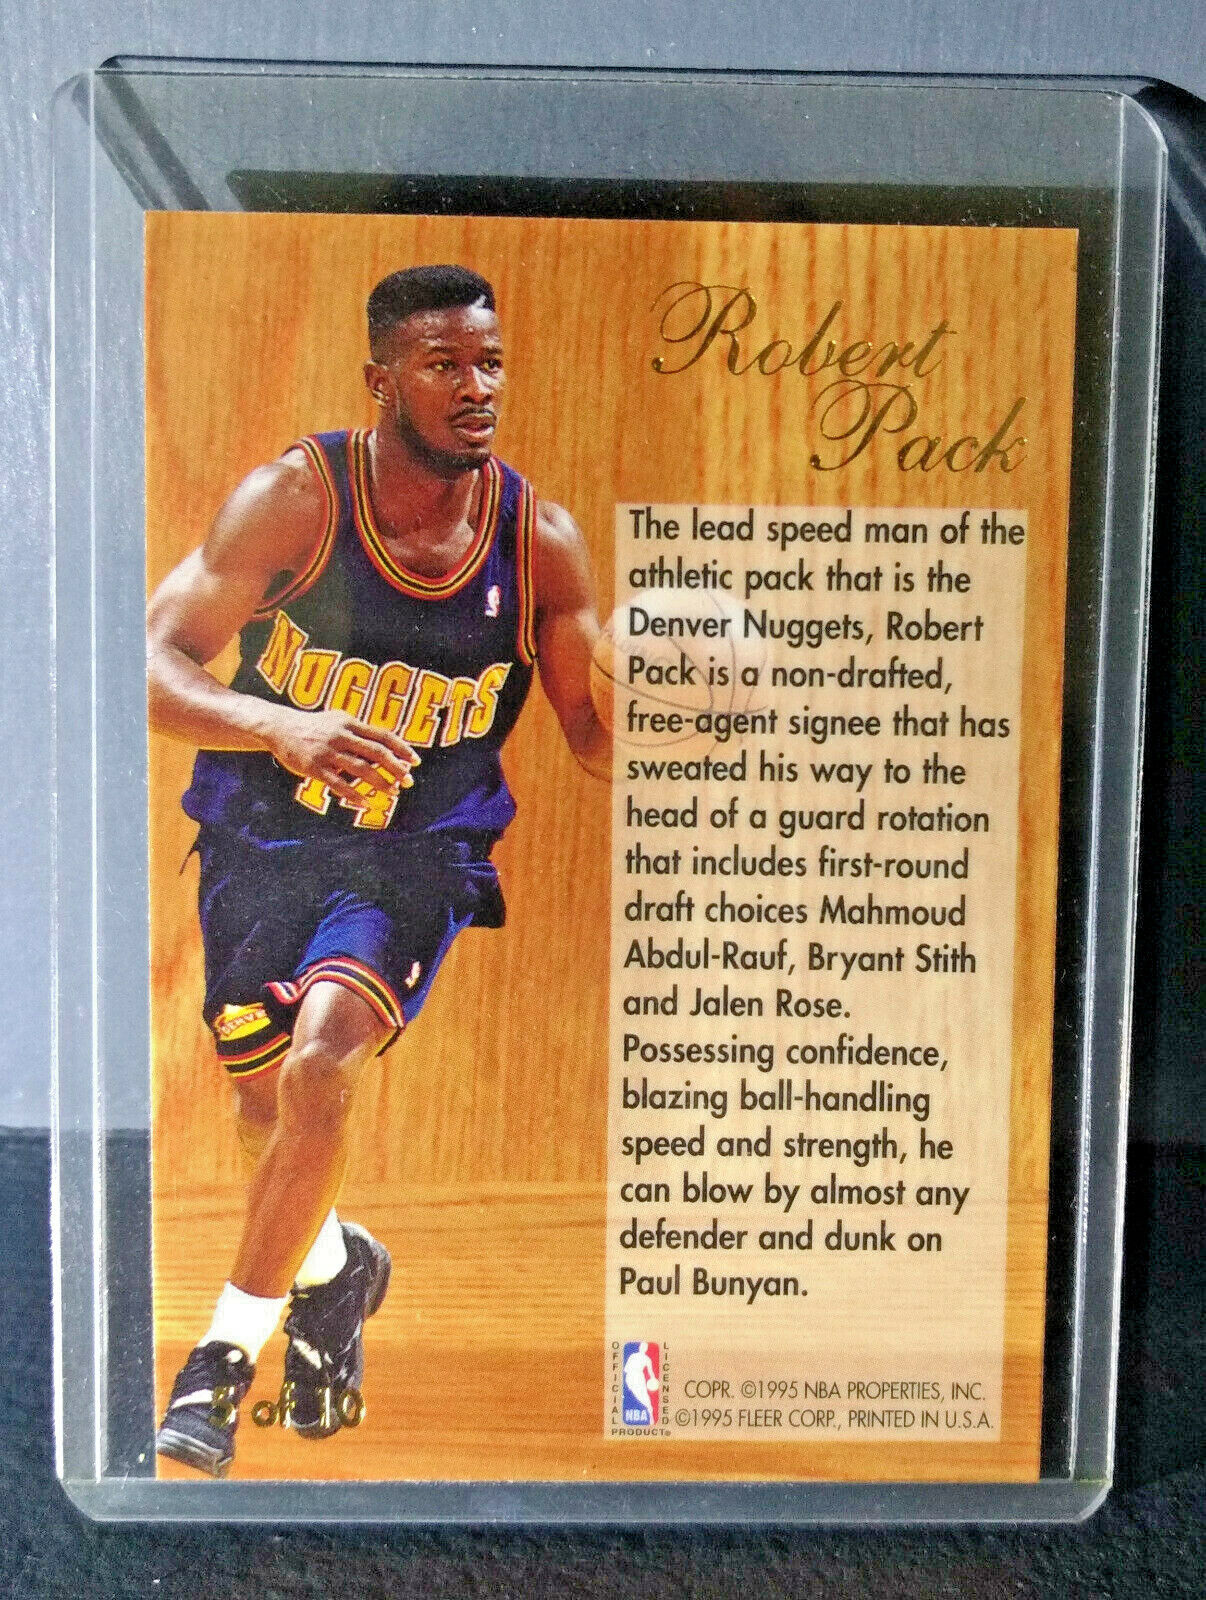 Robert
Pack
The lead speed man of the
athletic pack that is the
Denver Nuggets, Robert
Pack is a non-drafted,
free-agent signee that has
sweated his way to the
head of a guard rotation
that includes first-round
draft choices Mahmoud
Abdul-Rauf, Bryant Stith
and Jalen Rose.
Possessing confidence,
blazing ball-handling
speed and strength, he
can blow by almost any
defender and dunk on
Paul Bunyan.
NUGGETS
14
5 of 10
OFFICIAL
LICENSED
NBA
PRODUCT®
COPR. ©1995 NBA PROPERTIES, INC.
©1995 FLEER CORP., PRINTED IN U.S.A.